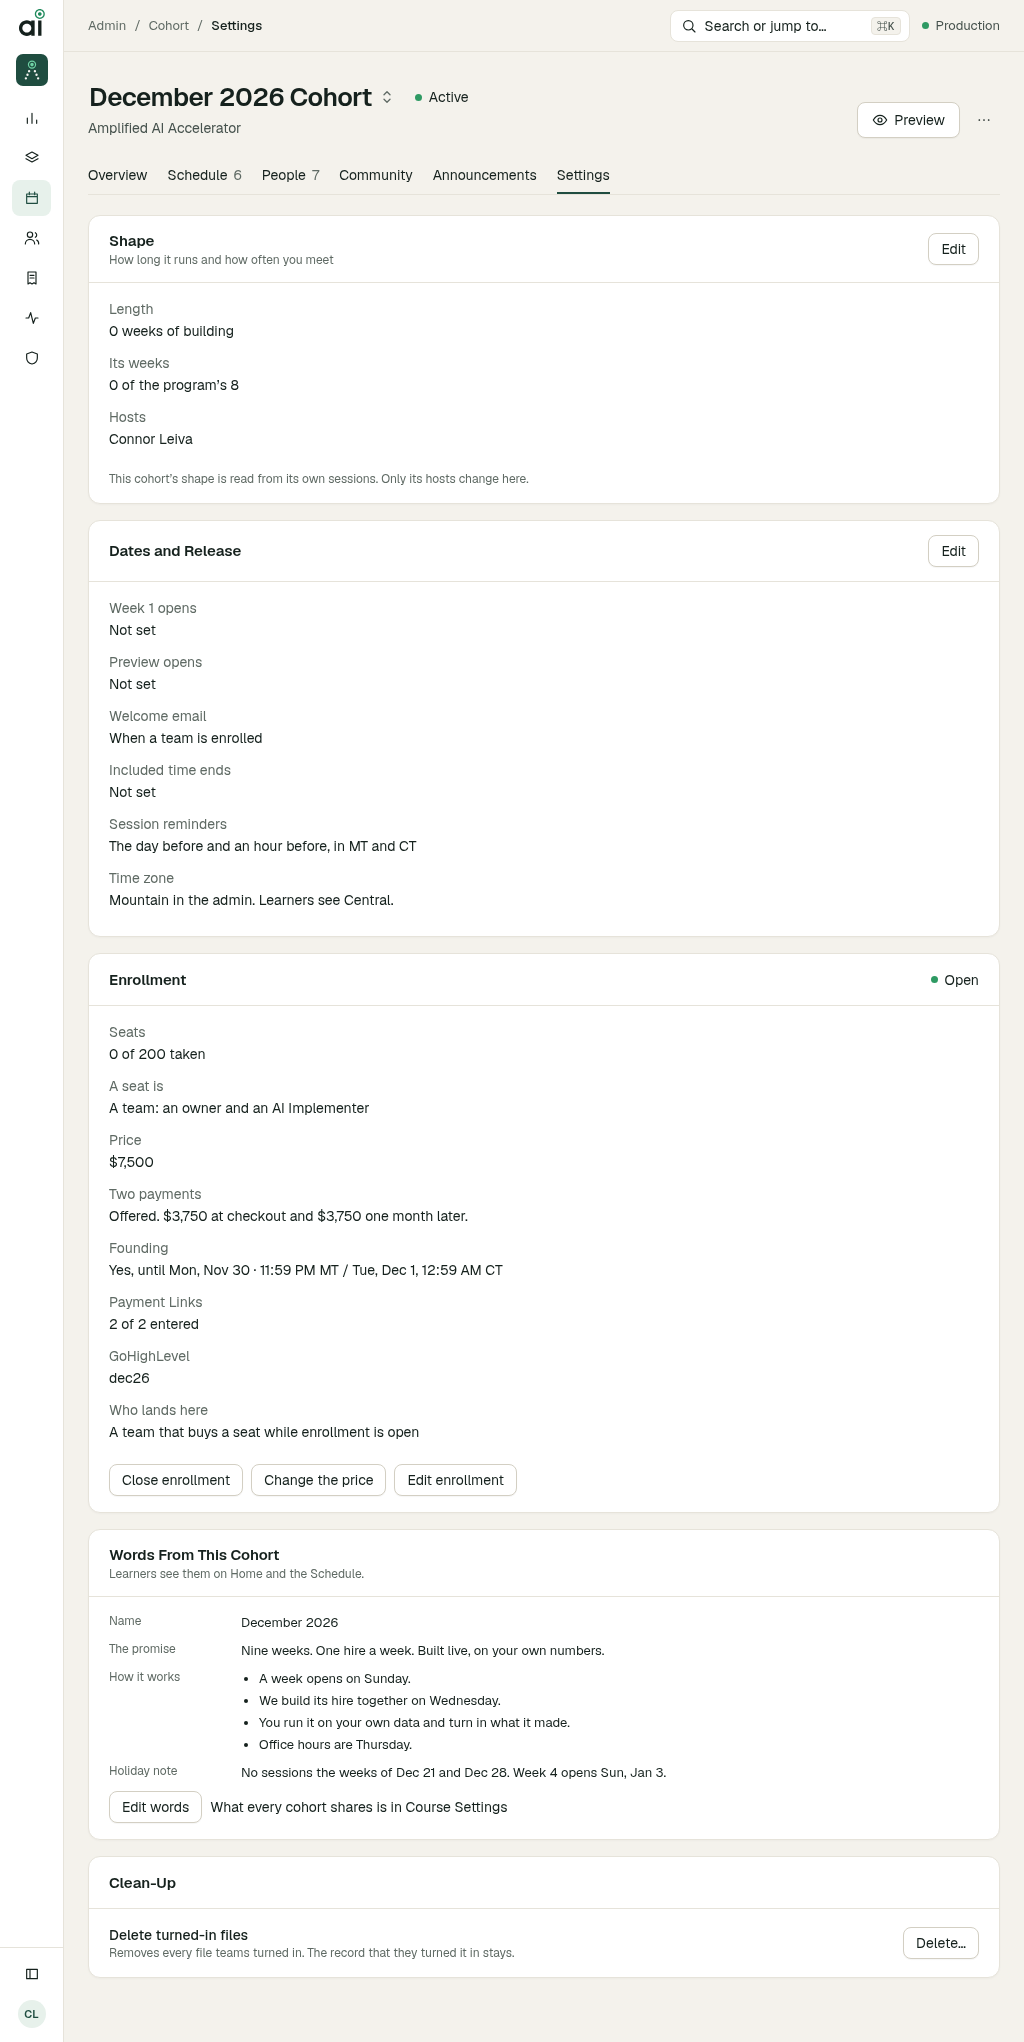 ai
Admin / Cohort / Settings
Search or jump to… ⌘K
Production
December 2026 Cohort
Active
Amplified AI Accelerator
Preview
Overview
Schedule 6
People 7
Community
Announcements
Settings
Shape
How long it runs and how often you meet
Edit
Length
0 weeks of building
Its weeks
0 of the program's 8
Hosts
Connor Leiva
This cohort's shape is read from its own sessions. Only its hosts change here.
Dates and Release
Edit
Week 1 opens
Not set
Preview opens
Not set
Welcome email
When a team is enrolled
Included time ends
Not set
Session reminders
The day before and an hour before, in MT and CT
Time zone
Mountain in the admin. Learners see Central.
Enrollment
Open
Seats
0 of 200 taken
A seat is
A team: an owner and an AI Implementer
Price
$7,500
Two payments
Offered. $3,750 at checkout and $3,750 one month later.
Founding
Yes, until Mon, Nov 30 · 11:59 PM MT / Tue, Dec 1, 12:59 AM CT
Payment Links
2 of 2 entered
GoHighLevel
dec26
Who lands here
A team that buys a seat while enrollment is open
Close enrollment
Change the price
Edit enrollment
Words From This Cohort
Learners see them on Home and the Schedule.
Name December 2026
The promise Nine weeks. One hire a week. Built live, on your own numbers.
How it works • A week opens on Sunday.
• We build its hire together on Wednesday.
• You run it on your own data and turn in what it made.
• Office hours are Thursday.
Holiday note No sessions the weeks of Dec 21 and Dec 28. Week 4 opens Sun, Jan 3.
Edit words What every cohort shares is in Course Settings
Clean-Up
Delete turned-in files
Removes every file teams turned in. The record that they turned it in stays.
Delete…
CL